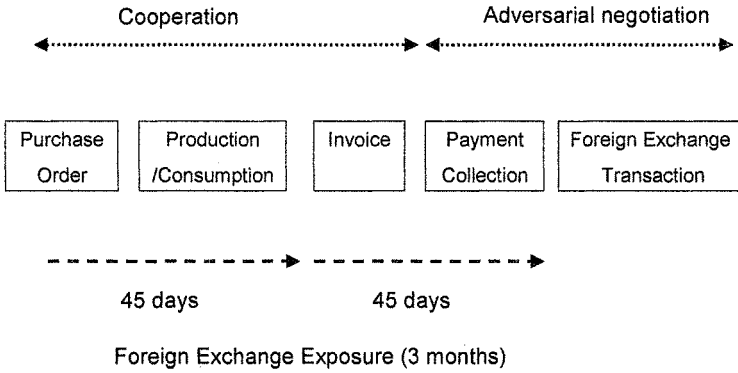 Cooperation
Adversarial negotiation
Purchase
Order
Production
/Consumption
Invoice
Payment
Collection
Foreign Exchange
Transaction
45 days
45 days
Foreign Exchange Exposure (3 months)